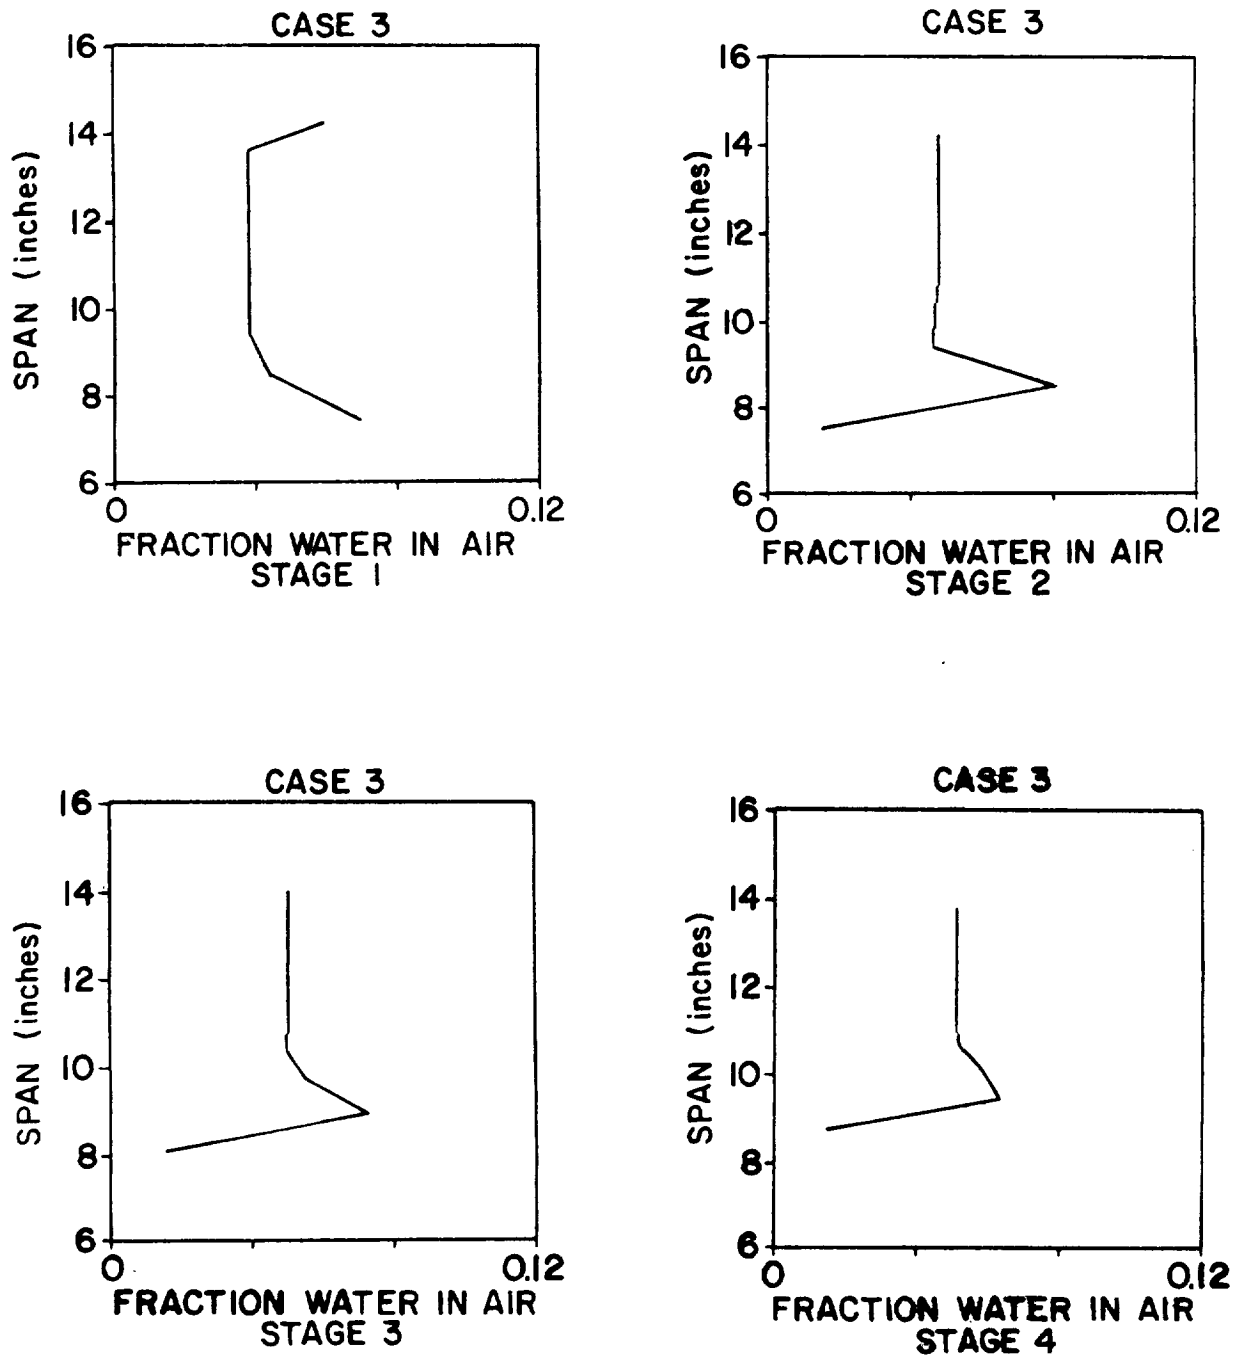 CASE 3
16
14
12
10
8
6
SPAN (inches)
0
0.12
FRACTION WATER IN AIR
STAGE 1
CASE 3
16
14
12
10
8
6
SPAN (inches)
0
0.12
FRACTION WATER IN AIR
STAGE 2
CASE 3
16
14
12
10
8
6
SPAN (inches)
0
0.12
FRACTION WATER IN AIR
STAGE 3
CASE 3
16
14
12
10
8
6
SPAN (inches)
0
0.12
FRACTION WATER IN AIR
STAGE 4